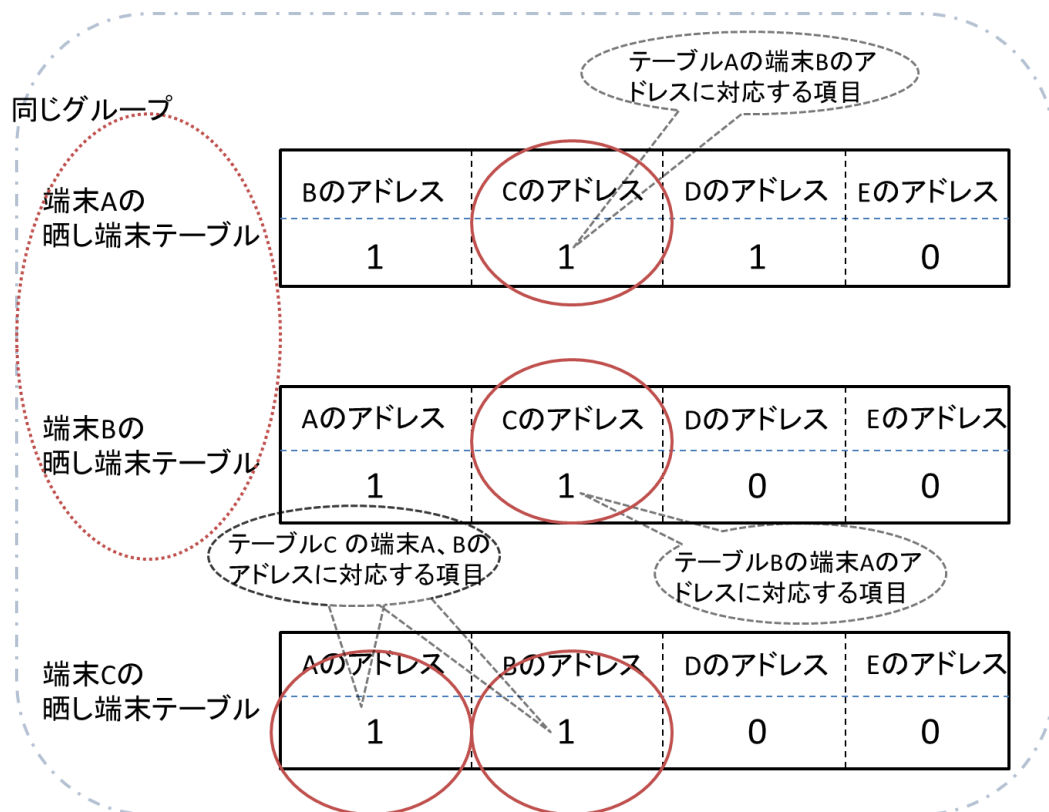 テーブルAの端末Bのア
ドレスに対応する項目
同じグループ
端末Aの
晒し端末テーブル
Bのアドレス Cのアドレス Dのアドレス Eのアドレス
1 1 1 0
端末Bの
晒し端末テーブル
Aのアドレス Cのアドレス Dのアドレス Eのアドレス
1 1 0 0
テーブルC の端末A、Bの
アドレスに対応する項目
テーブルBの端末Aのア
ドレスに対応する項目
端末Cの
晒し端末テーブル
Aのアドレス Bのアドレス Dのアドレス Eのアドレス
1 1 0 0